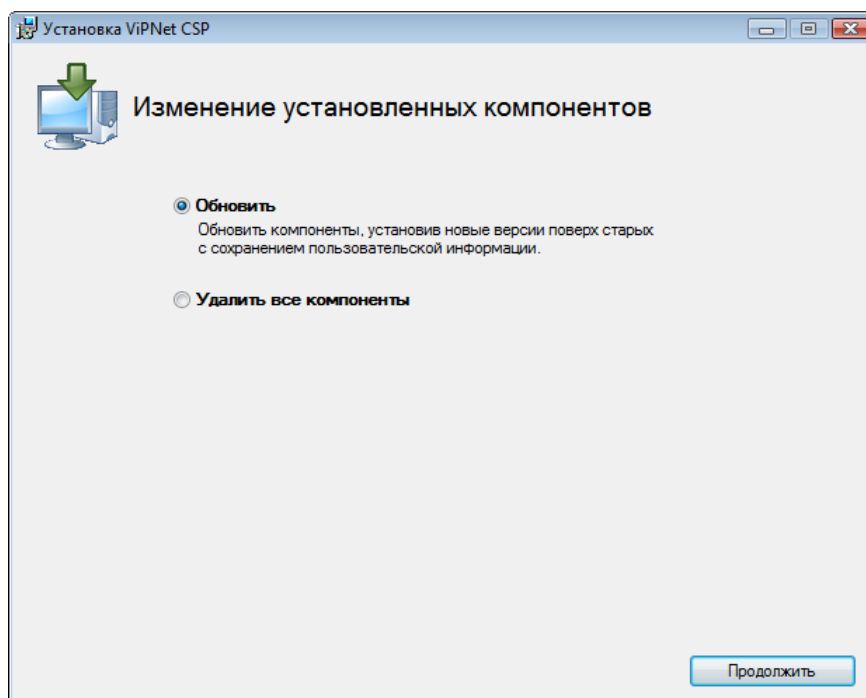 Установка ViPNet CSP
Изменение установленных компонентов
Обновить
Обновить компоненты, установив новые версии поверх старых
с сохранением пользовательской информации.
Удалить все компоненты
Продолжить